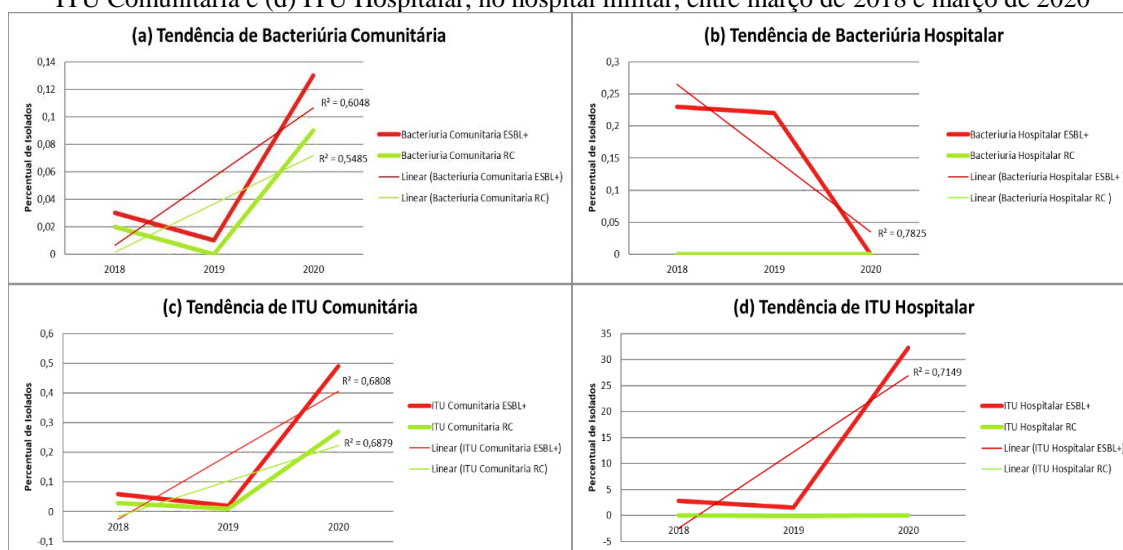 ITU Comunitária e (d) ITU Hospitalar, no hospital militar, entre março de 2018 e março de 2020
(a) Tendência de Bacteriúria Comunitária
Percentual de Isolados
0,14
0,12
0,1
0,08
0,06
0,04
0,02
0
2018
2019
2020
R² = 0,6048
R² = 0,5485
Bacteriuria Comunitaria ESBL+
Bacteriuria Comunitaria RC
Linear (Bacteriuria Comunitaria ESBL+)
Linear (Bacteriuria Comunitaria RC)
(b) Tendência de Bacteriúria Hospitalar
Percentual de Isolados
0,3
0,25
0,2
0,15
0,1
0,05
0
2018
2019
2020
R² = 0,7825
Bacteriuria Hospitalar ESBL+
Bacteriuria Hospitalar RC
Linear (Bacteriuria Hospitalar ESBL+ )
Linear (Bacteriuria Hospitalar RC )
(c) Tendência de ITU Comunitária
Percentual de Isolados
0,6
0,5
0,4
0,3
0,2
0,1
0
-0,1
2018
2019
2020
R² = 0,6808
R² = 0,6879
ITU Comunitaria ESBL+
ITU Comunitaria RC
Linear (ITU Comunitaria ESBL+)
Linear (ITU Comunitaria RC)
(d) Tendência de ITU Hospitalar
Percentual de Isolados
35
30
25
20
15
10
5
0
-5
2018
2019
2020
R² = 0,7149
ITU Hospitalar ESBL+
ITU Hospitalar RC
Linear (ITU Hospitalar ESBL+)
Linear (ITU Hospitalar RC)